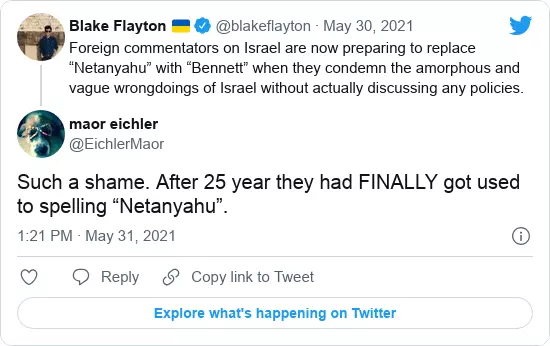 Blake Flayton 🇺🇦 @blakeflayton · May 30, 2021
Foreign commentators on Israel are now preparing to replace
“Netanyahu” with “Bennett” when they condemn the amorphous and
vague wrongdoings of Israel without actually discussing any policies.
maor eichler
@EichlerMaor
Such a shame. After 25 year they had FINALLY got used
to spelling “Netanyahu”.
1:21 PM · May 31, 2021
Reply
Copy link to Tweet
Explore what's happening on Twitter